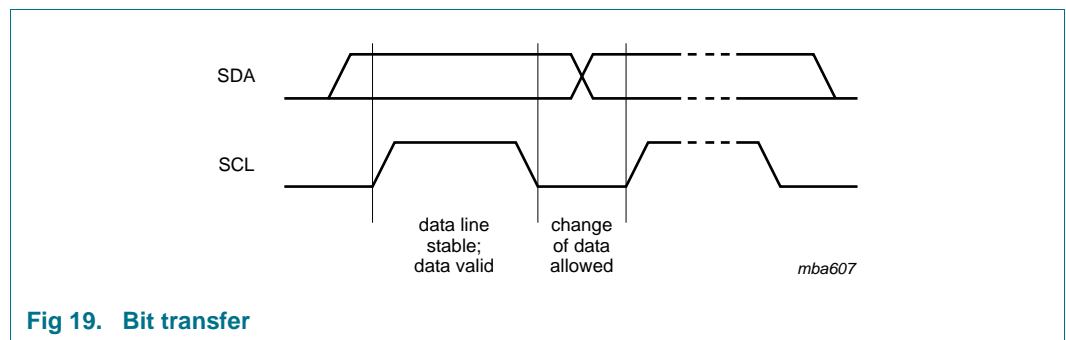 SDA
SCL
data line
stable;
data valid
change
of data
allowed
mba607
Fig 19. Bit transfer